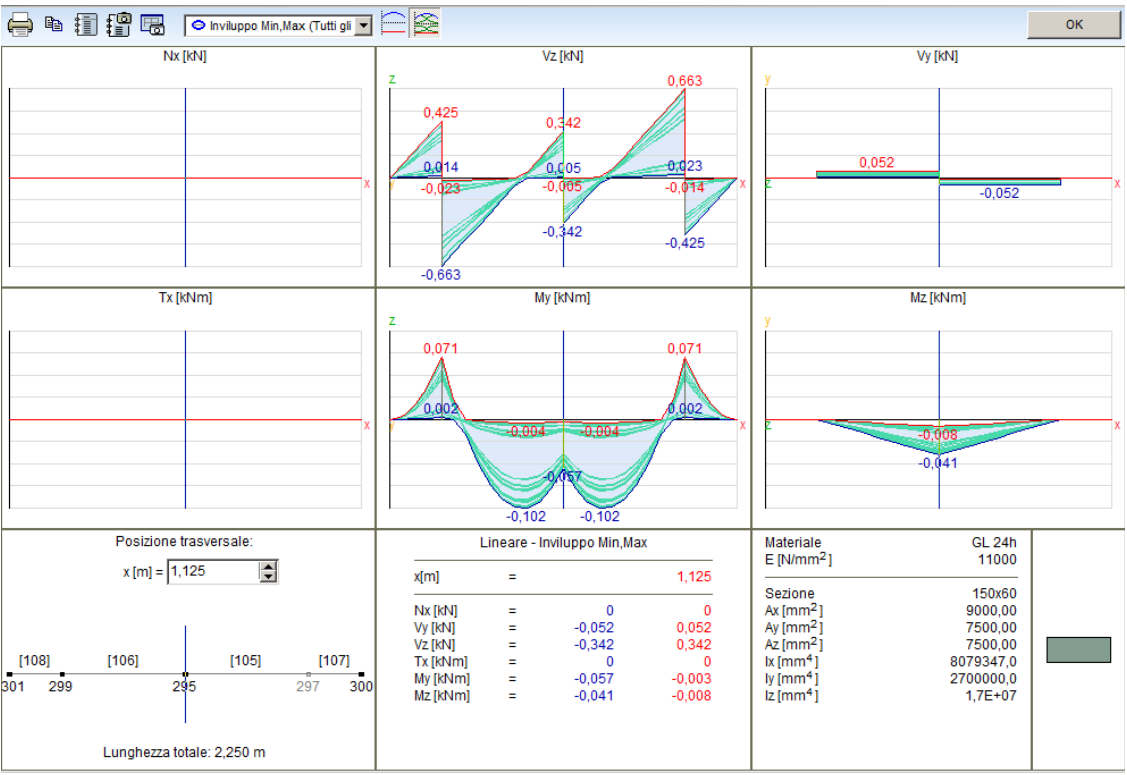 Inviluppo Min,Max (Tutti gli
OK
Nx [kN]
x
Vz [kN]
z
0,425
0,342
0,663
0,014
0,005
0,023
-0,023
-0,005
-0,014
y
x
-0,342
-0,425
-0,663
Vy [kN]
y
0,052
z
x
-0,052
Tx [kNm]
x
My [kNm]
z
0,071
0,071
0,002
0,002
y
-0,004
-0,004
x
-0,057
-0,102
-0,102
Mz [kNm]
y
z
x
-0,008
-0,041
Posizione trasversale:
x [m] = 1,125
[108] [106] [105] [107]
301 299 295 297 300
Lunghezza totale: 2,250 m
Lineare - Inviluppo Min,Max
x[m] = 1,125
Nx [kN] = 0 0
Vy [kN] = -0,052 0,052
Vz [kN] = -0,342 0,342
Tx [kNm] = 0 0
My [kNm] = -0,057 -0,003
Mz [kNm] = -0,041 -0,008
Materiale GL 24h
E [N/mm2] 11000
Sezione 150x60
Ax [mm2] 9000,00
Ay [mm2] 7500,00
Az [mm2] 7500,00
Ix [mm4] 8079347,0
Iy [mm4] 2700000,0
Iz [mm4] 1,7E+07